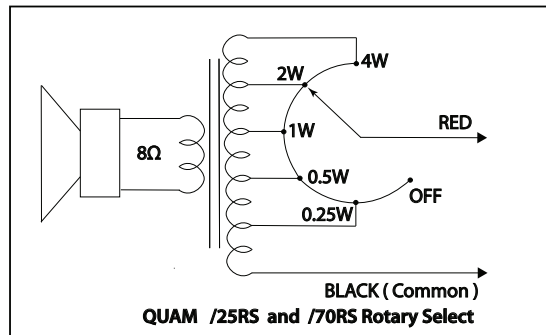 4W
2W
RED
1W
8Ω
0.5W
OFF
0.25W
BLACK ( Common )
QUAM /25RS and /70RS Rotary Select